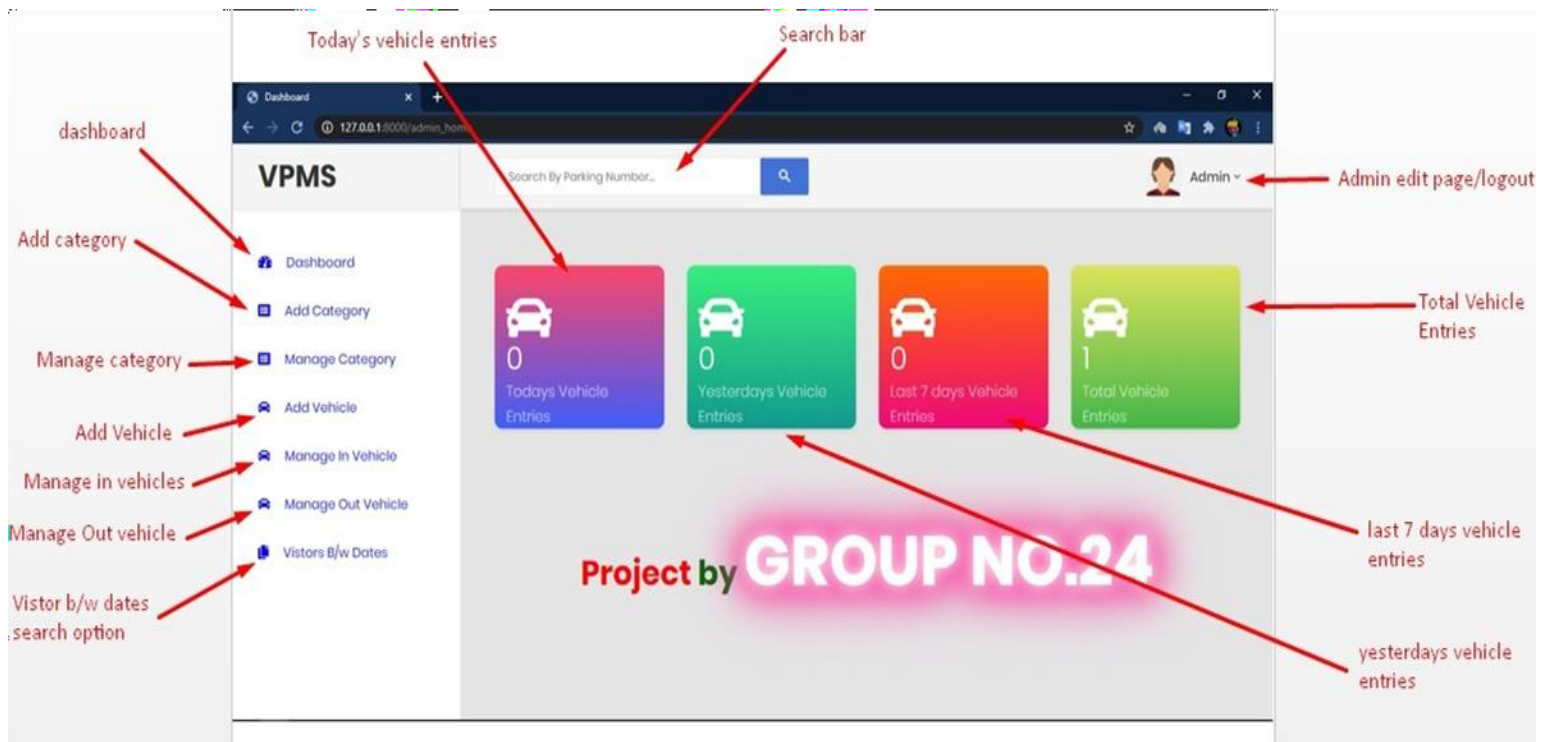 Today's vehicle entries
Search bar
Dashboard
127.0.0.1:8000/admin_home
dashboard
VPMS
Search By Parking Number...
Admin
Admin edit page/logout
Add category
Dashboard
Add Category
Manage category
Manage Category
Add Vehicle
Add Vehicle
Manage in vehicles
Manage In Vehicle
Manage Out vehicle
Manage Out Vehicle
Vistors B/w Dates
Vistor b/w dates
search option
0
Todays Vehicle
Entries
0
Yesterdays Vehicle
Entries
0
Last 7 days Vehicle
Entries
1
Total Vehicle
Entries
Total Vehicle
Entries
Project by GROUP NO.24
last 7 days vehicle
entries
yesterdays vehicle
entries